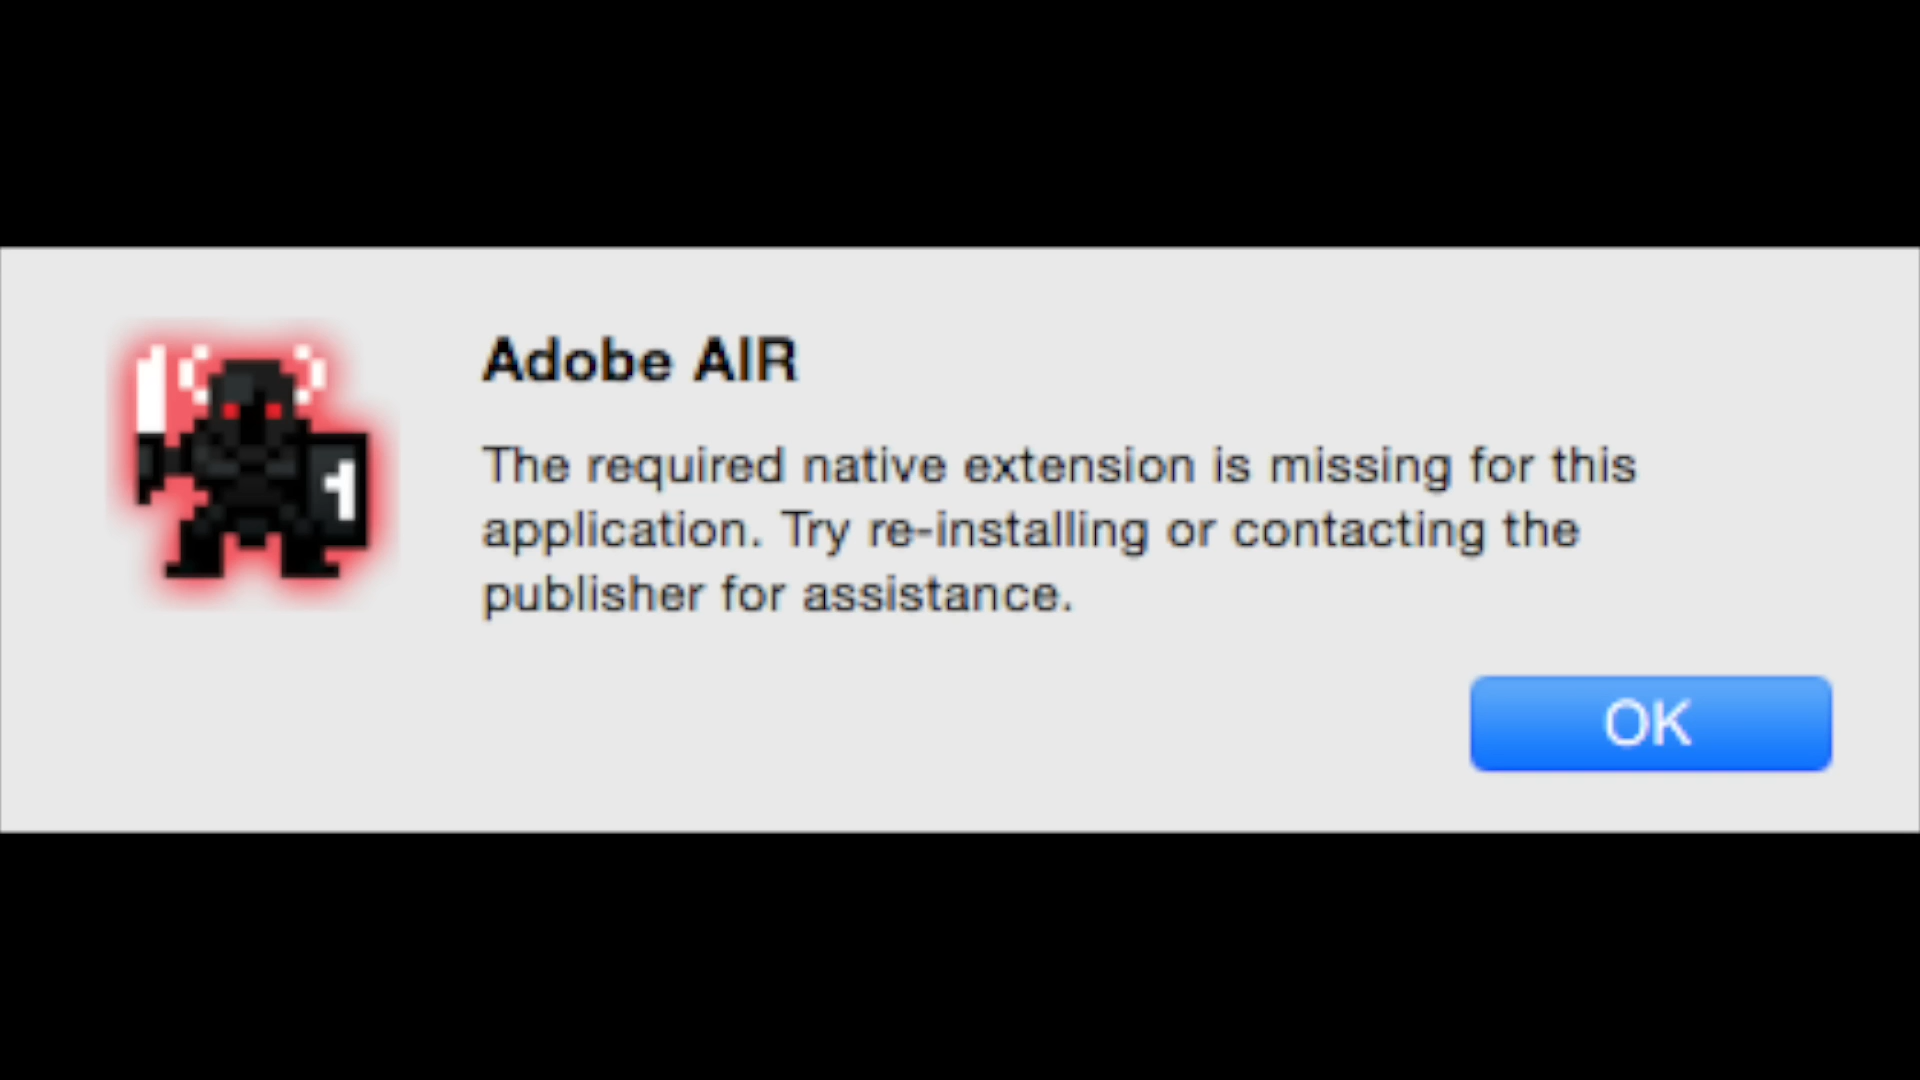 Adobe AIR
The required native extension is missing for this
application. Try re-installing or contacting the
publisher for assistance.
OK